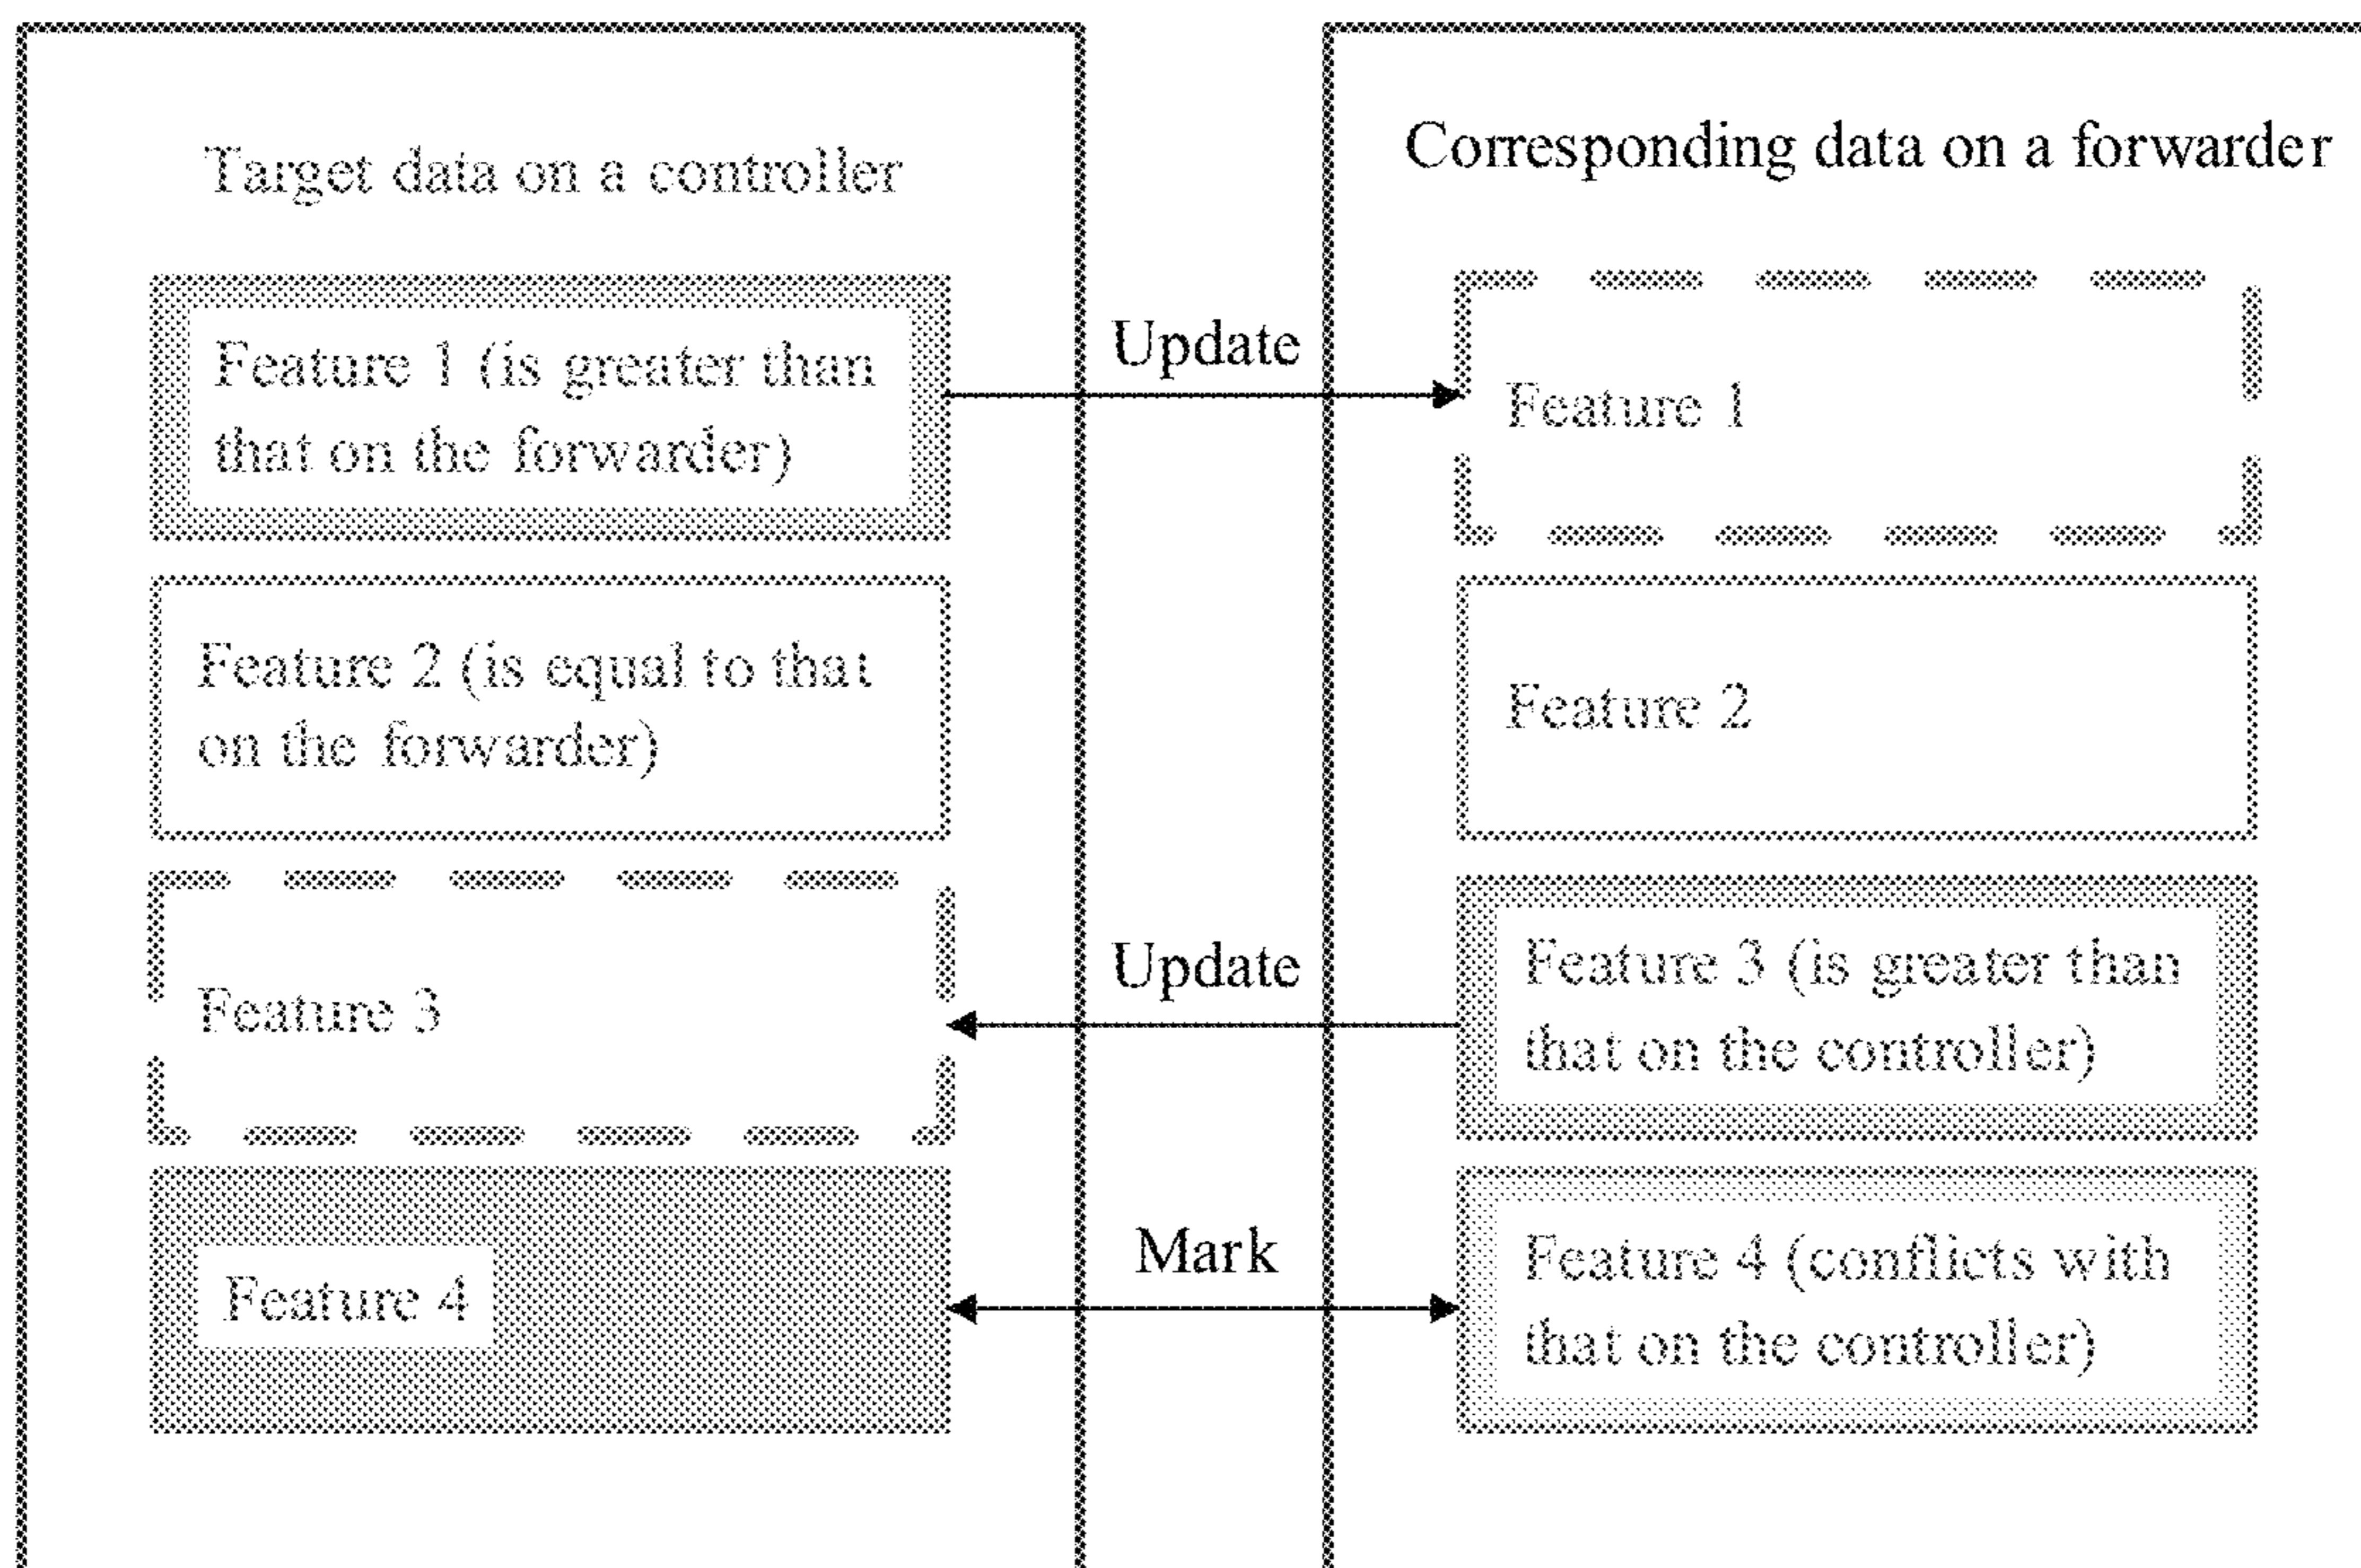 Target data on a controller
Feature 1 (is greater than
that on the forwarder)
Feature 2 (is equal to that
on the forwarder)
Feature 3
Feature 4
Update
Update
Mark
Corresponding data on a forwarder
Feature 1
Feature 2
Feature 3 (is greater than
that on the controller)
Feature 4 (conflicts with
that on the controller)